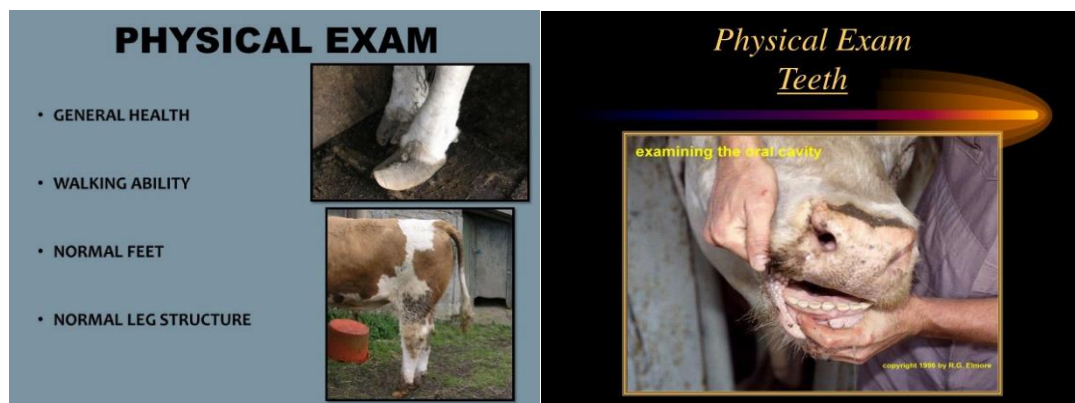 PHYSICAL EXAM
• GENERAL HEALTH
• WALKING ABILITY
• NORMAL FEET
• NORMAL LEG STRUCTURE
Physical Exam
Teeth
examining the oral cavity
copyright 1996 by R.G. Elmore